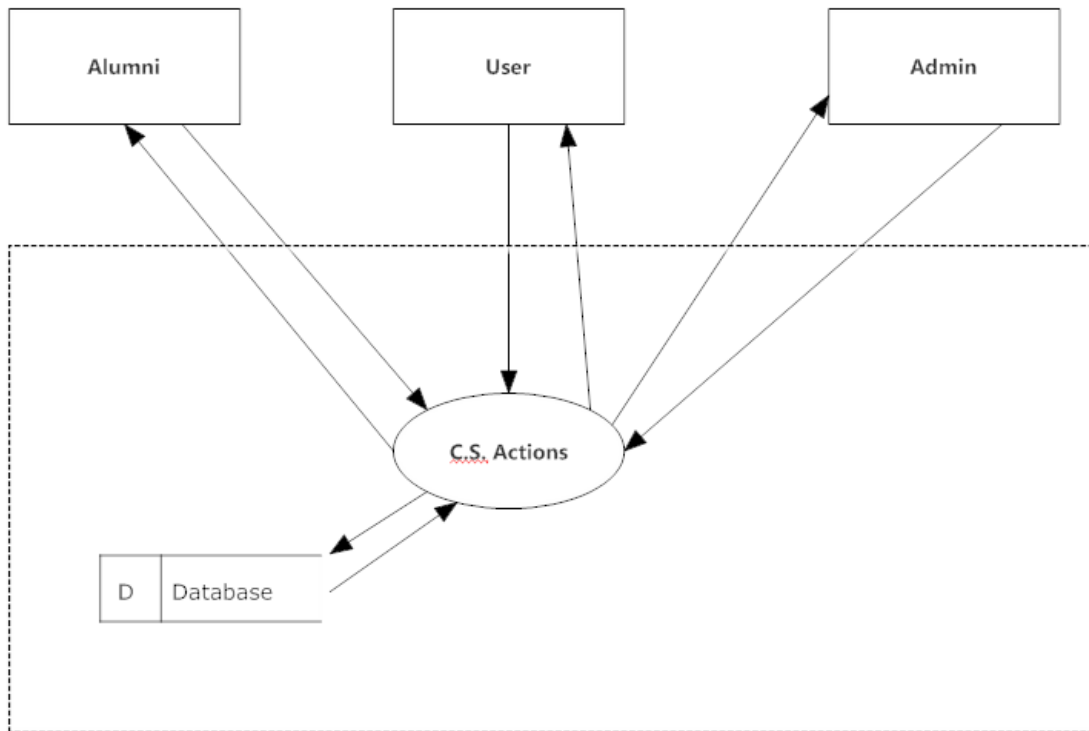 Alumni
User
Admin
C.S. Actions
D
Database